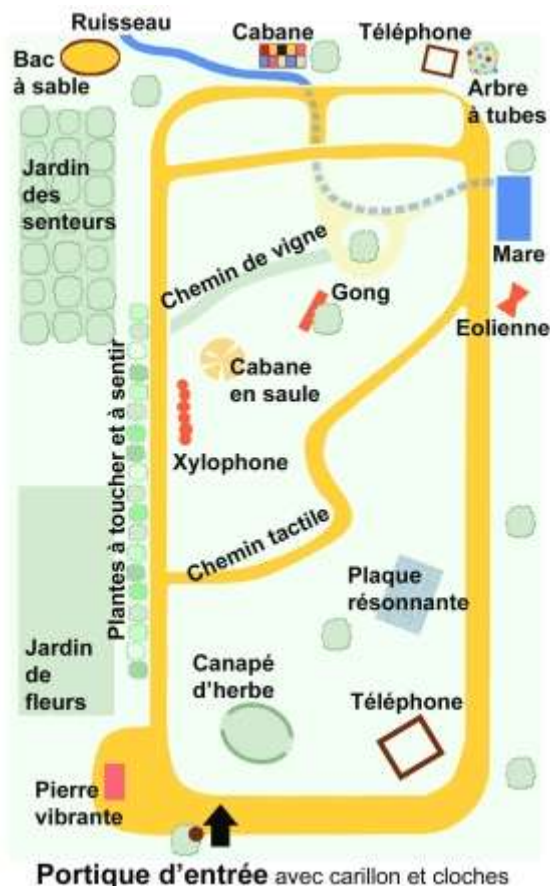 Ruisseau
Cabane
Téléphone
Bac
à sable
Arbre
à tubes
Jardin
des
senteurs
Chemin de vigne
Mare
Gong
Eolienne
Cabane
en saule
Plantes à toucher et à sentir
Xylophone
Chemin tactile
Plaque
résonnante
Jardin
de
fleurs
Canapé
d'herbe
Téléphone
Pierre
vibrante
Portique d'entrée avec carillon et cloches